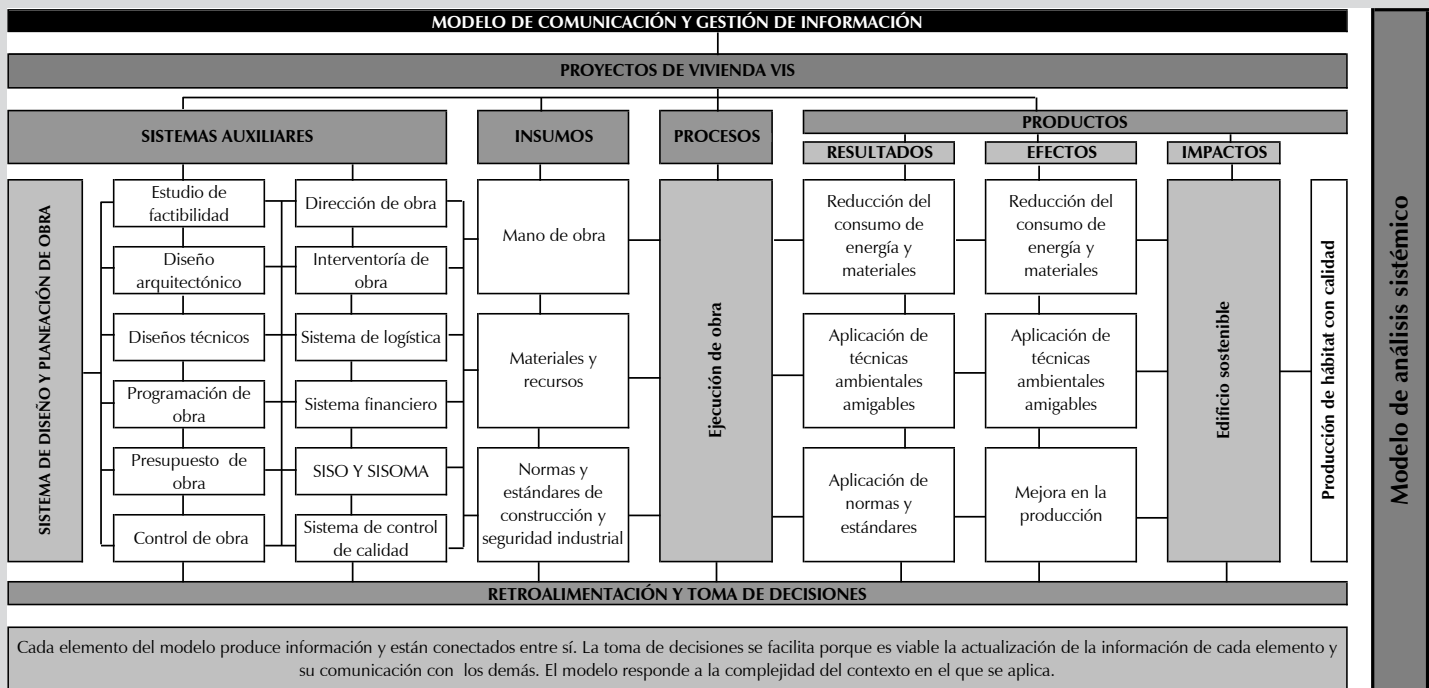 MODELO DE COMUNICACIÓN Y GESTIÓN DE INFORMACIÓN
PROYECTOS DE VIVIENDA VIS
SISTEMAS AUXILIARES
INSUMOS
PROCESOS
PRODUCTOS
RESULTADOS
EFECTOS
IMPACTOS
SISTEMA DE DISEÑO Y PLANEACIÓN DE OBRA
Estudio de
factibilidad
Diseño
arquitectónico
Diseños técnicos
Programación de
obra
Presupuesto de
obra
Control de obra
Dirección de obra
Interventoría de
obra
Sistema de logística
Sistema financiero
SISO Y SISOMA
Sistema de control
de calidad
Mano de obra
Materiales y
recursos
Normas y
estándares de
construcción y
seguridad industrial
Ejecución de obra
Reducción del
consumo de
energía y
materiales
Aplicación de
técnicas
ambientales
amigables
Aplicación de
normas y
estándares
Reducción del
consumo de
energía y
materiales
Aplicación de
técnicas
ambientales
amigables
Mejora en la
producción
Edificio sostenible
Producción de hábitat con calidad
Modelo de análisis sistémico
RETROALIMENTACIÓN Y TOMA DE DECISIONES
Cada elemento del modelo produce información y están conectados entre sí. La toma de decisiones se facilita porque es viable la actualización de la información de cada elemento y
su comunicación con los demás. El modelo responde a la complejidad del contexto en el que se aplica.